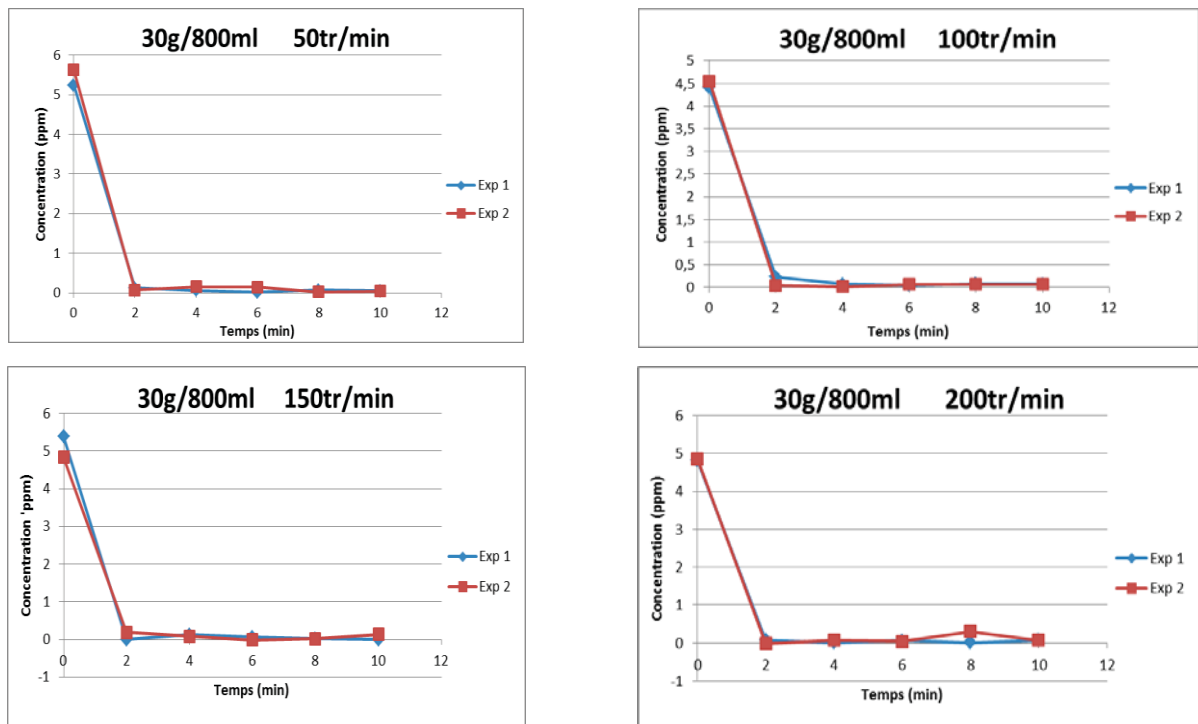 30g/800ml 50tr/min
6
5
4
3
2
1
0
0 2 4 6 8 10 12
Concentration (ppm)
Temps (min)
Exp 1
Exp 2
30g/800ml 100tr/min
5
4,5
4
3,5
3
2,5
2
1,5
1
0,5
0
0 2 4 6 8 10 12
Concentration (ppm)
Temps (min)
Exp 1
Exp 2
30g/800ml 150tr/min
6
5
4
3
2
1
0
-1
0 2 4 6 8 10 12
Concentration 'ppm)
Temps (min)
Exp 1
Exp 2
30g/800ml 200tr/min
6
5
4
3
2
1
0
-1
0 2 4 6 8 10 12
Concentration (ppm)
Temps (min)
Exp 1
Exp 2